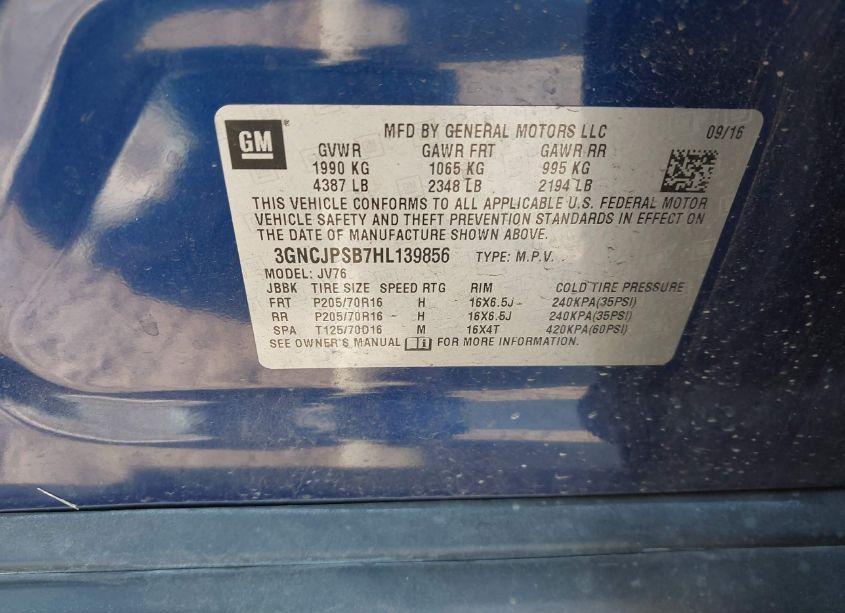 GM
MFD BY GENERAL MOTORS LLC 09/16
GVWR GAWR FRT GAWR RR
1990 KG 1065 KG 995 KG
4387 LB 2348 LB 2194 LB
THIS VEHICLE CONFORMS TO ALL APPLICABLE U.S. FEDERAL MOTOR
VEHICLE SAFETY AND THEFT PREVENTION STANDARDS IN EFFECT ON
THE DATE OF MANUFACTURE SHOWN ABOVE.
3GNCJPSB7HL139856 TYPE: M.P.V.
MODEL: JV76
JBBK TIRE SIZE SPEED RTG RIM COLD TIRE PRESSURE
FRT P205/70R16 H 16X6.5J 240KPA(35PSI)
RR P205/70R16 H 16X6.5J 240KPA(35PSI)
SPA T125/70D16 M 16X4T 420KPA(60PSI)
SEE OWNER'S MANUAL FOR MORE INFORMATION.